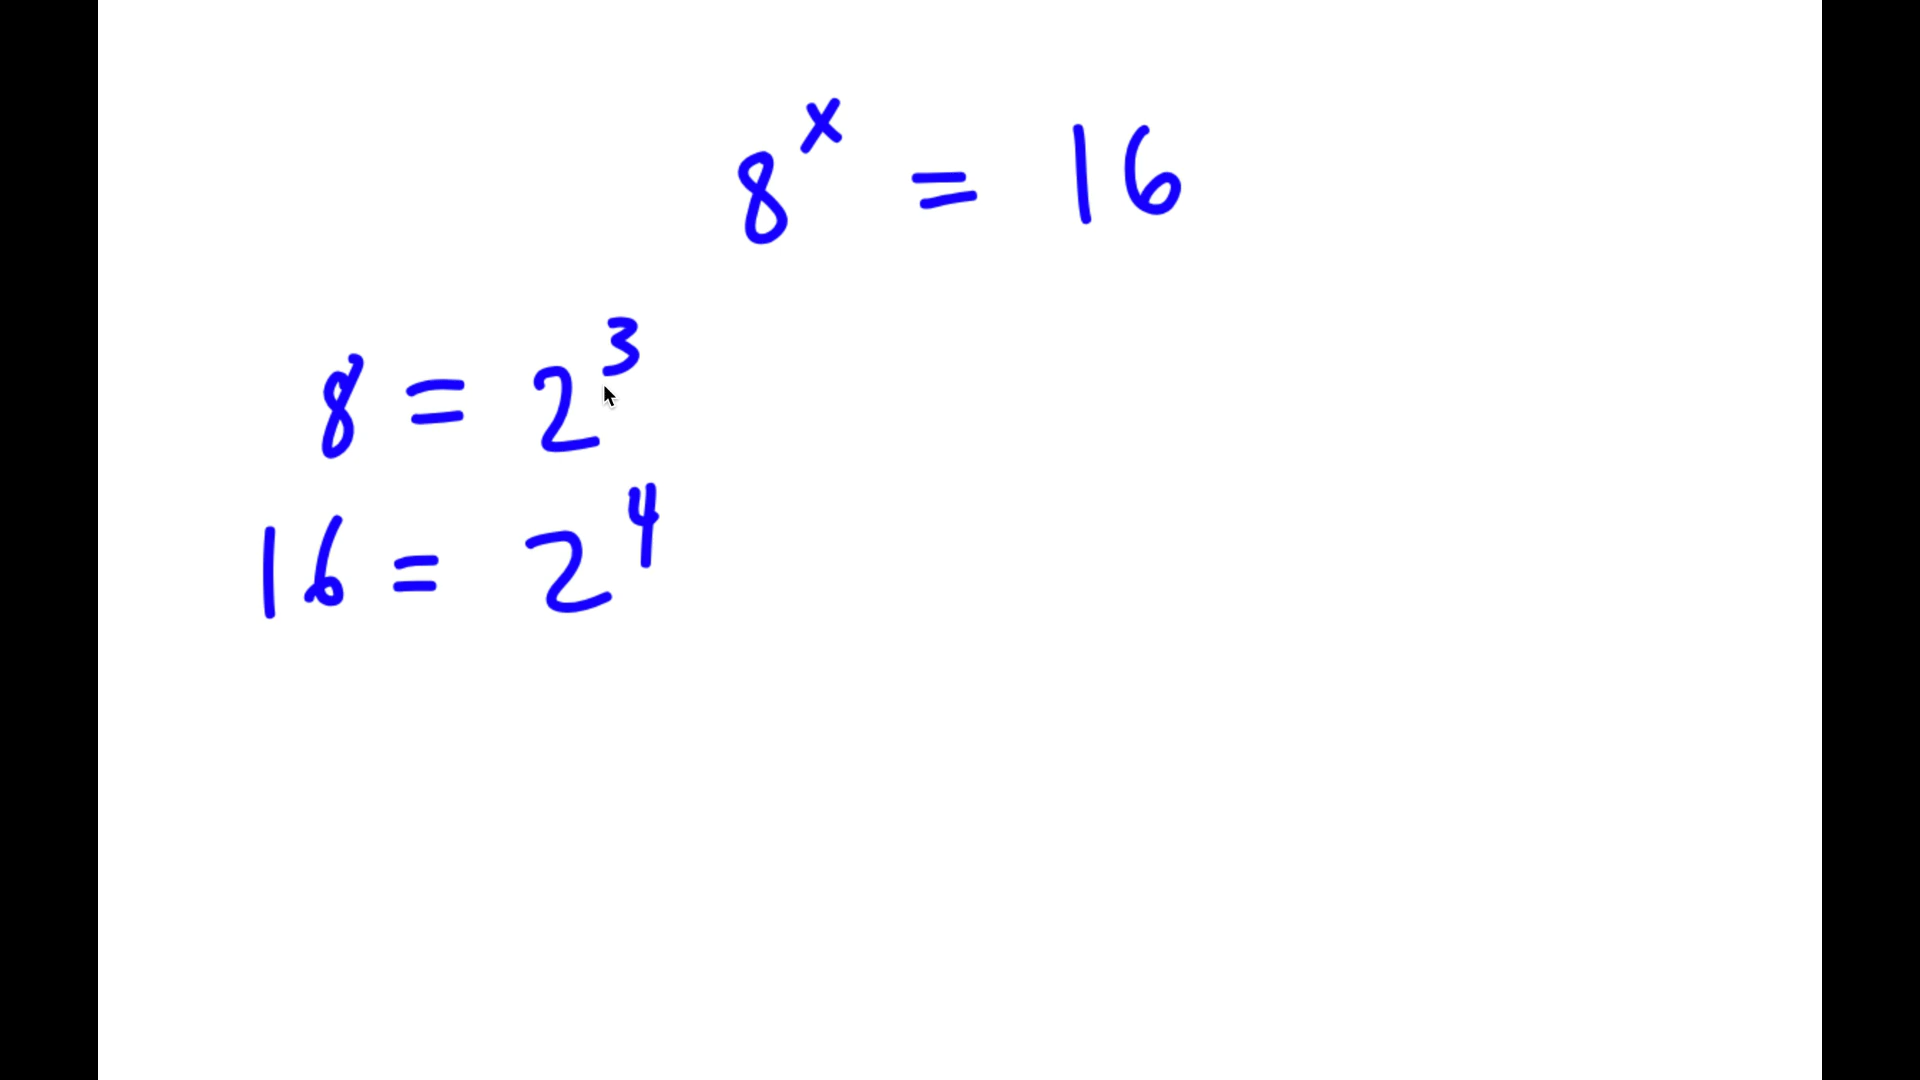 8^x = 16
8 = 2^3
16 = 2^4